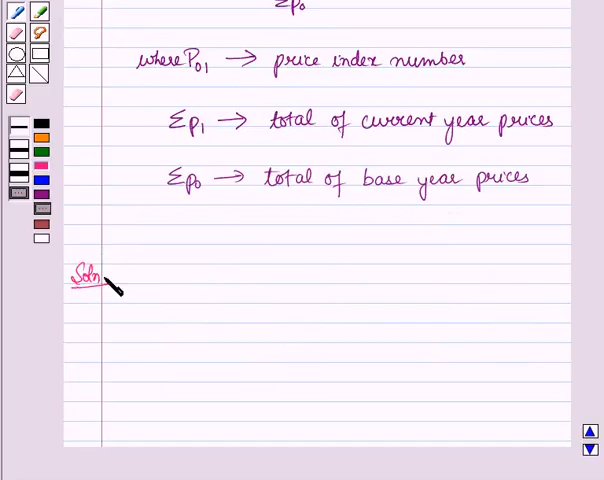 Σp₀
where P₀₁ → price index number
Σp₁ → total of current year prices
Σp₀ → total of base year prices
Soln